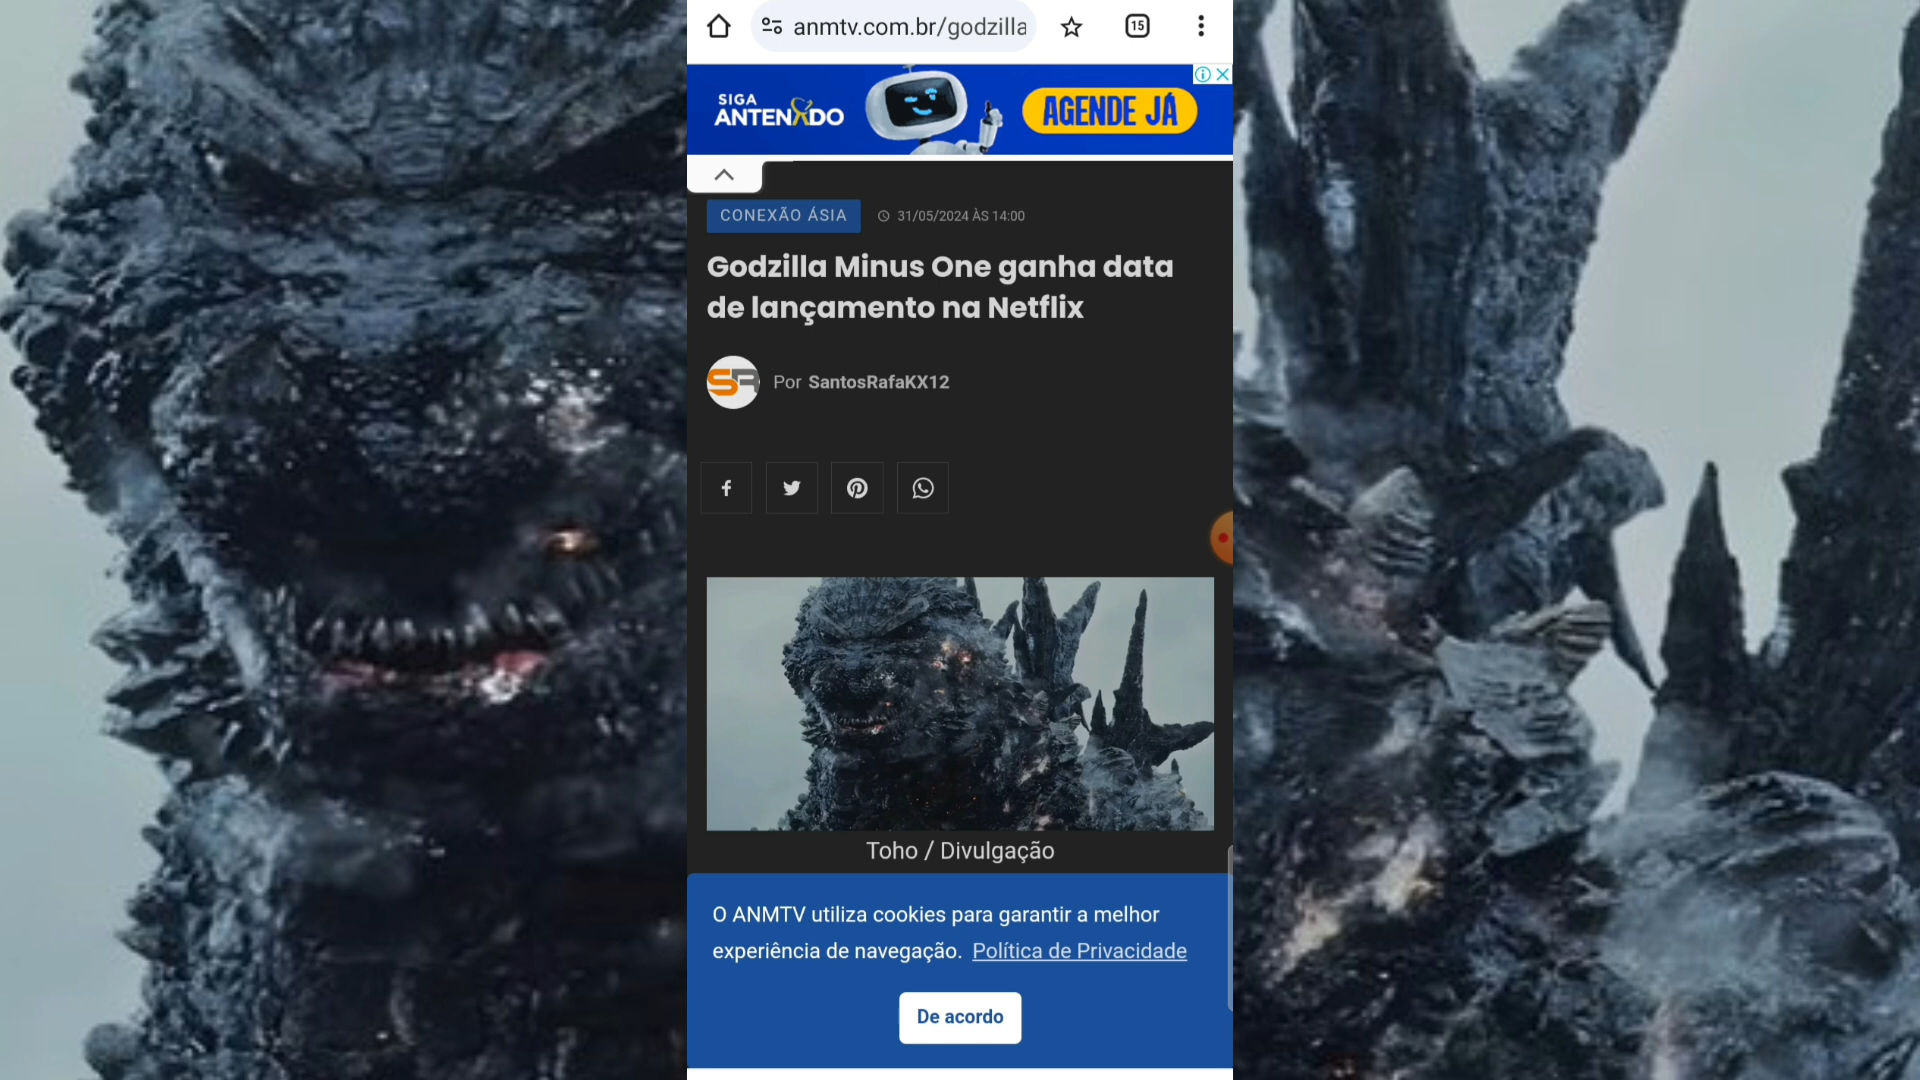 anmtv.com.br/godzilla
15
SIGA
ANTENADO
AGENDE JÁ
CONEXÃO ÁSIA
31/05/2024 ÀS 14:00
Godzilla Minus One ganha data
de lançamento na Netflix
SR
Por SantosRafaKX12
Toho / Divulgação
O ANMTV utiliza cookies para garantir a melhor
experiência de navegação. Política de Privacidade
De acordo